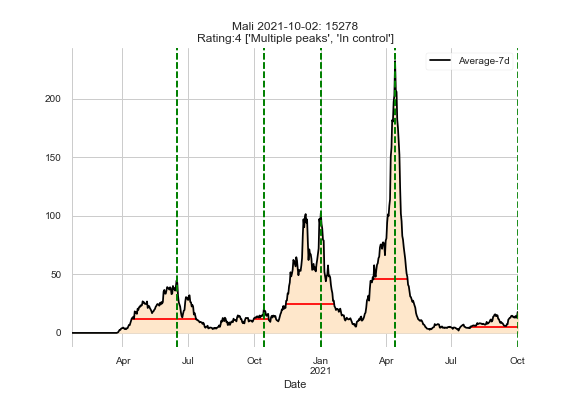 Mali 2021-10-02: 15278
Rating:4 ['Multiple peaks', 'In control']
Average-7d
200
150
100
50
0
Apr Jul Oct Jan Apr Jul Oct
2021
Date